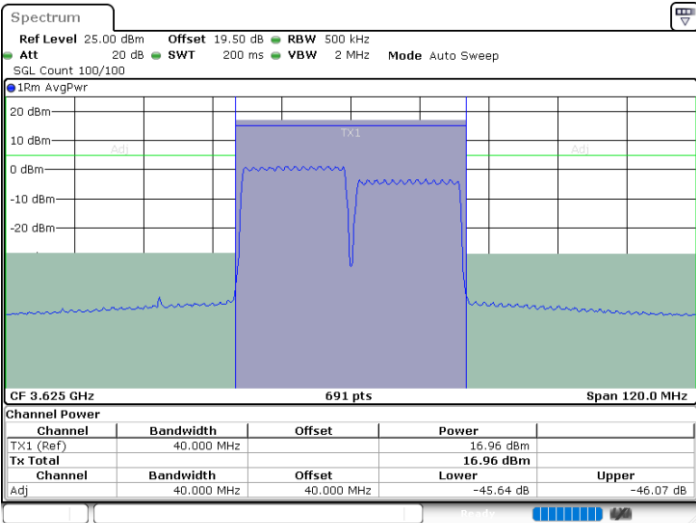 Spectrum
Ref Level 25.00 dBm Offset 19.50 dB RBW 500 kHz
Att 20 dB SWT 200 ms VBW 2 MHz Mode Auto Sweep
SGL Count 100/100
1Rm AvgPwr
20 dBm
TX1
10 dBm
Adj Adj
0 dBm
-10 dBm
-20 dBm
CF 3.625 GHz 691 pts Span 120.0 MHz
Channel Power
Channel Bandwidth Offset Power
TX1 (Ref) 40.000 MHz 16.96 dBm
Tx Total 16.96 dBm
Channel Bandwidth Offset Lower Upper
Adj 40.000 MHz 40.000 MHz -45.64 dB -46.07 dB
Ready